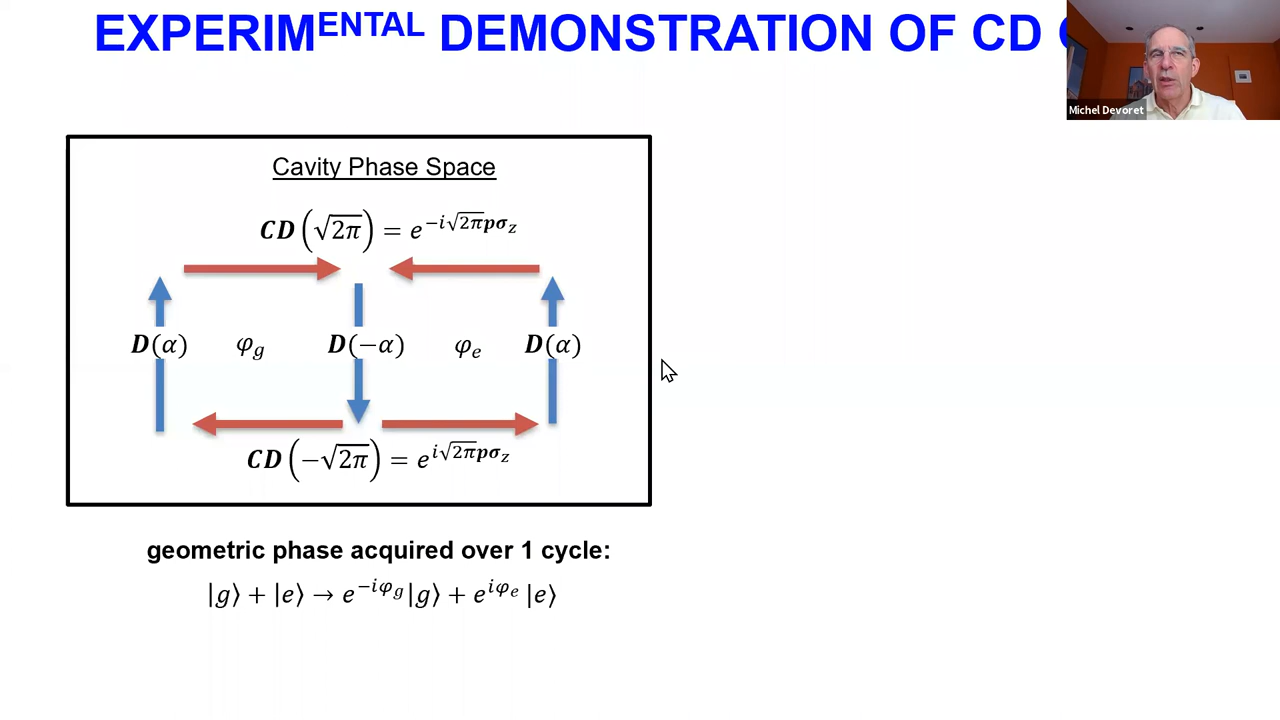 EXPERIMENTAL DEMONSTRATION OF CD
Michel Devoret
Cavity Phase Space
CD(√2π) = e^{-i√2π pσ_z}
D(α) φ_g D(-α) φ_e D(α)
CD(-√2π) = e^{i√2π pσ_z}
geometric phase acquired over 1 cycle:
|g⟩ + |e⟩ → e^{-iφ_g}|g⟩ + e^{iφ_e}|e⟩